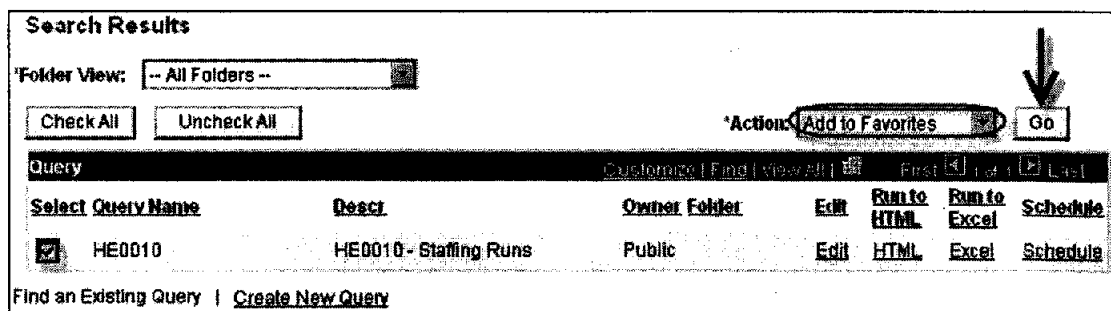 Search Results
*Folder View: -- All Folders --
Check All Uncheck All *Action: Add to Favorites Go
Query Customize | Find | View All | First 1 of 1 Last
Select Query Name Descr Owner Folder Edit Run to HTML Run to Excel Schedule
HE0010 HE0010 - Staffing Runs Public Edit HTML Excel Schedule
Find an Existing Query | Create New Query